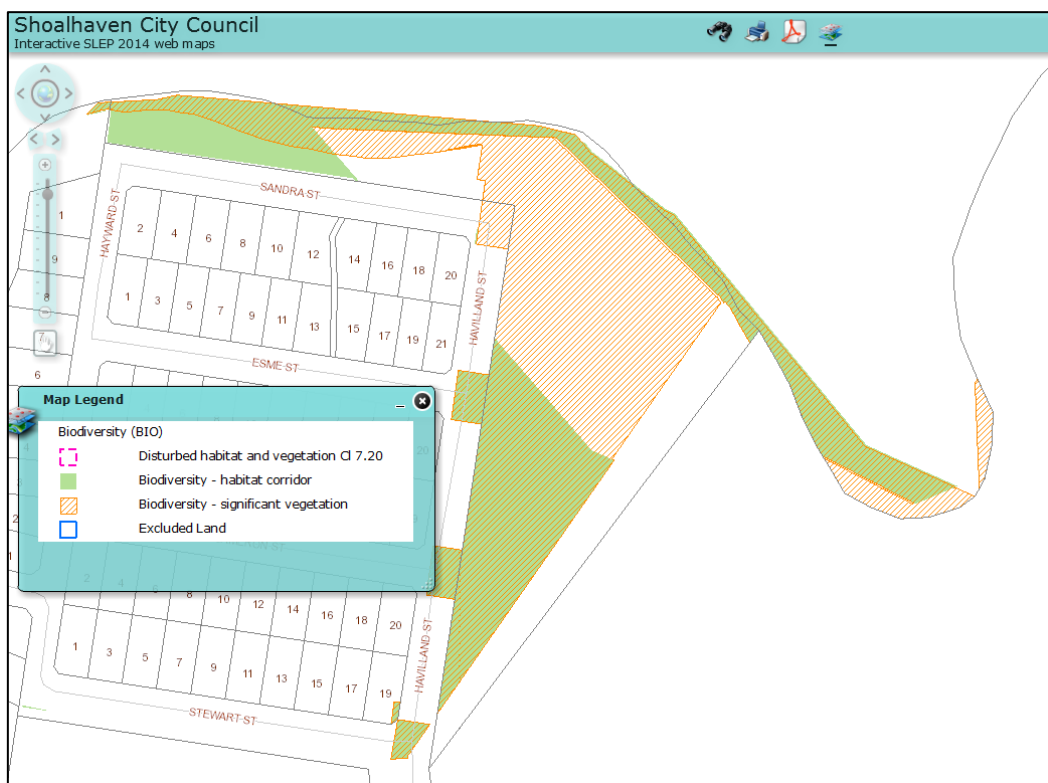 Shoalhaven City Council
Interactive SLEP 2014 web maps
SANDRA ST
HAYWARD ST
2 4 6 8 10 12 14 16 18 20
1 3 5 7 9 11 13 15 17 19 21
HAVILLAND ST
ESME ST
1
9
8
6
Map Legend
Biodiversity (BIO)
Disturbed habitat and vegetation Cl 7.20
Biodiversity - habitat corridor
Biodiversity - significant vegetation
Excluded Land
2 4 8 10 12 14 16 18 20
1 3 5 7 9 11 13 15 17 19
HAVILLAND ST
STEWART ST